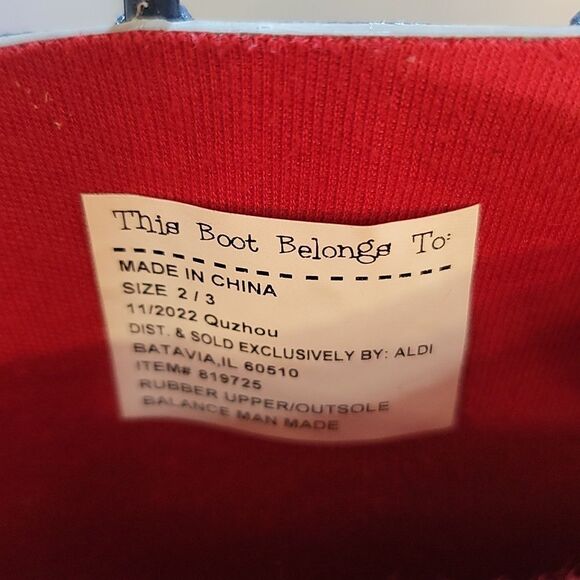 This Boot Belongs To:
MADE IN CHINA
SIZE 2 / 3
11/2022 Quzhou
DIST. & SOLD EXCLUSIVELY BY: ALDI
BATAVIA,IL 60510
ITEM# 819725
RUBBER UPPER/OUTSOLE
BALANCE MAN MADE